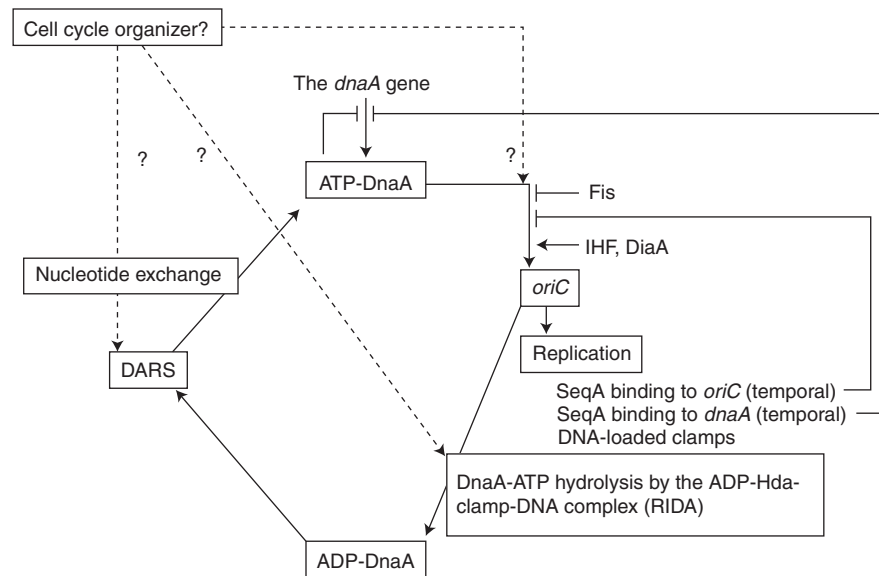 Cell cycle organizer?
The dnaA gene
?
?
?
ATP-DnaA
Fis
IHF, DiaA
Nucleotide exchange
oriC
Replication
DARS
SeqA binding to oriC (temporal)
SeqA binding to dnaA (temporal)
DNA-loaded clamps
DnaA-ATP hydrolysis by the ADP-Hda-
clamp-DNA complex (RIDA)
ADP-DnaA